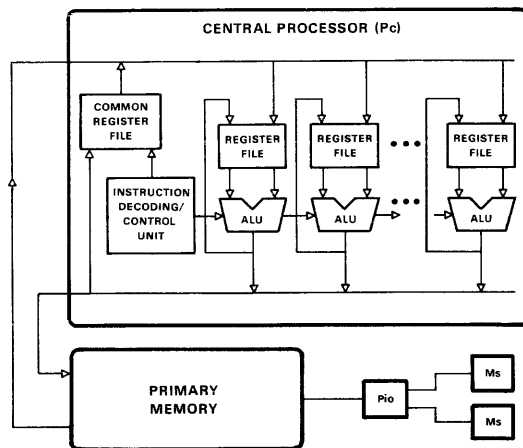 CENTRAL PROCESSOR (Pc)
COMMON
REGISTER
FILE
REGISTER
FILE
REGISTER
FILE
REGISTER
FILE
INSTRUCTION
DECODING/
CONTROL
UNIT
ALU
ALU
ALU
PRIMARY
MEMORY
Pio
Ms
Ms